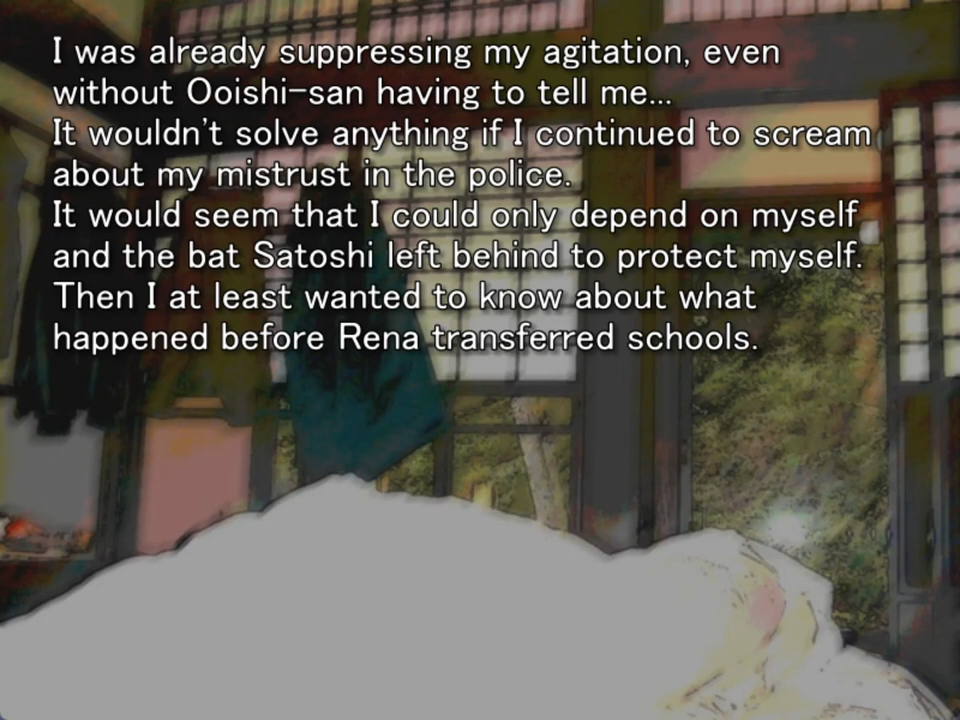 I was already suppressing my agitation, even
without Ooishi-san having to tell me...
It wouldn't solve anything if I continued to scream
about my mistrust in the police.
It would seem that I could only depend on myself
and the bat Satoshi left behind to protect myself.
Then I at least wanted to know about what
happened before Rena transferred schools.